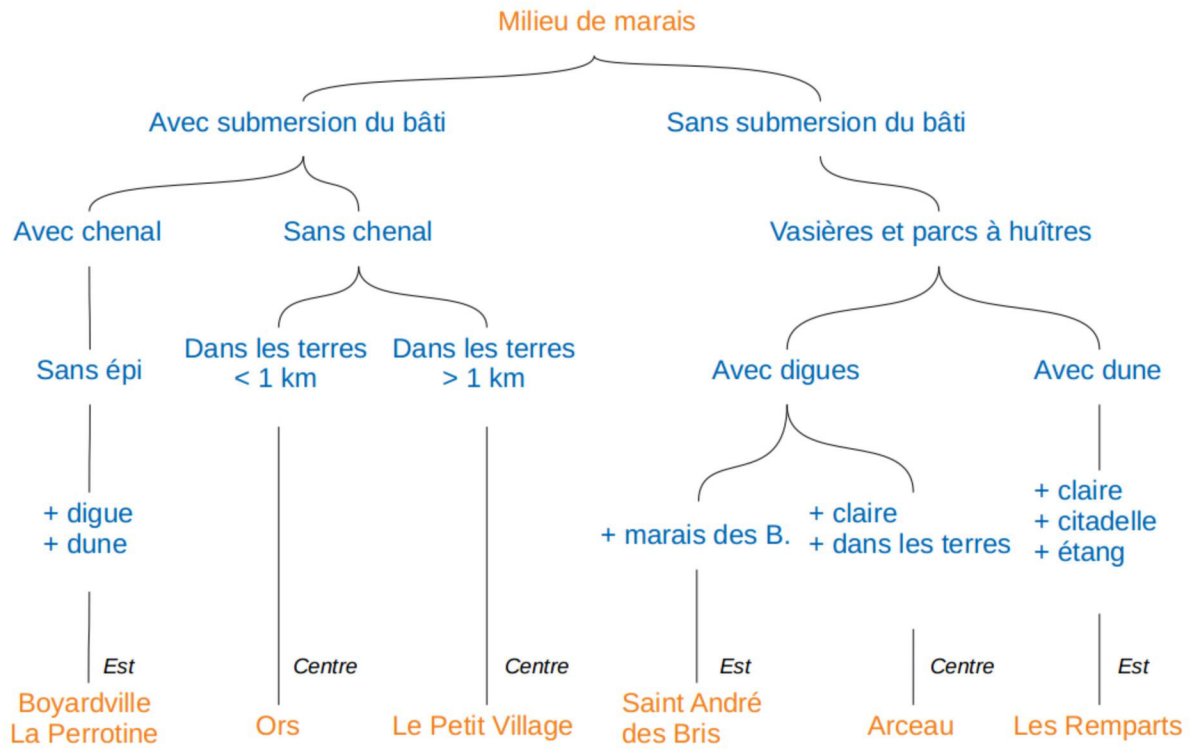 Milieu de marais
Avec submersion du bâti
Sans submersion du bâti
Avec chenal
Sans chenal
Vasières et parcs à huîtres
Sans épi
Dans les terres
< 1 km
Dans les terres
> 1 km
Avec digues
Avec dune
+ digue
+ dune
+ marais des B.
+ claire
+ dans les terres
+ claire
+ citadelle
+ étang
Est
Centre
Centre
Est
Centre
Est
Boyardville
La Perrotine
Ors
Le Petit Village
Saint André
des Bris
Arceau
Les Remparts